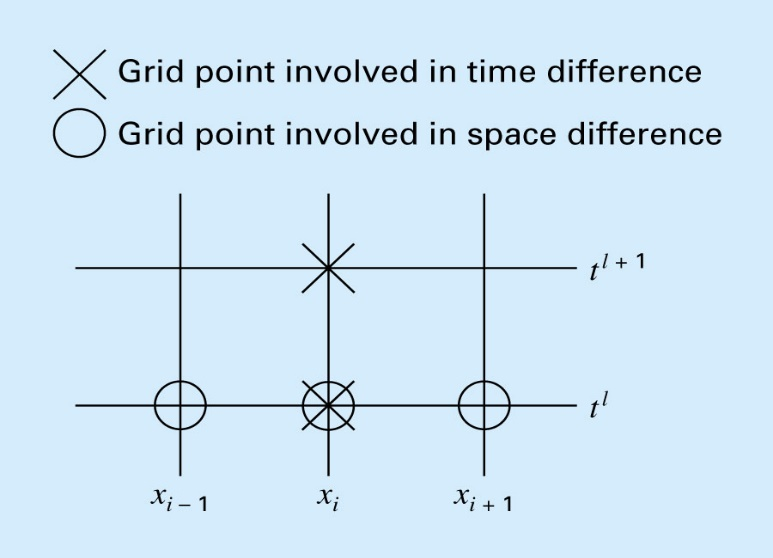 Grid point involved in time difference
Grid point involved in space difference
t^{l + 1}
t^l
x_{i – 1} x_i x_{i + 1}